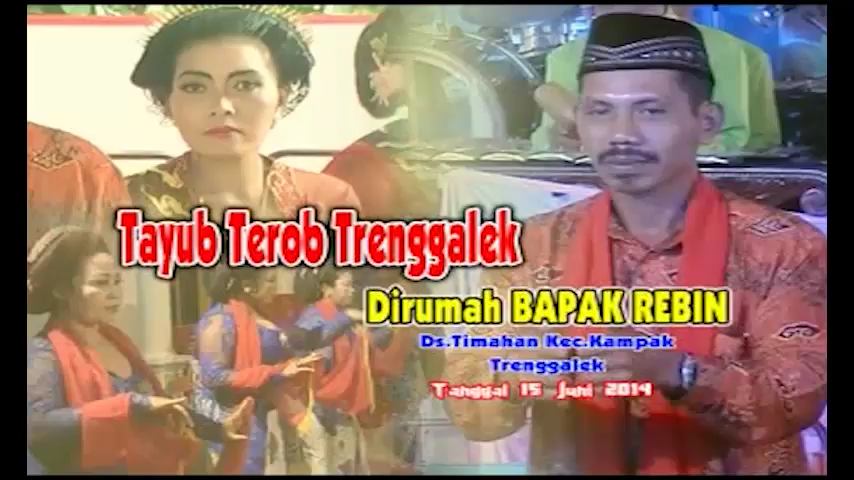 Tayub Terob Trenggalek
Dirumah BAPAK REBIN
Ds.Timahan Kec.Kampak
Trenggalek
Tanggal 15 Juni 2014